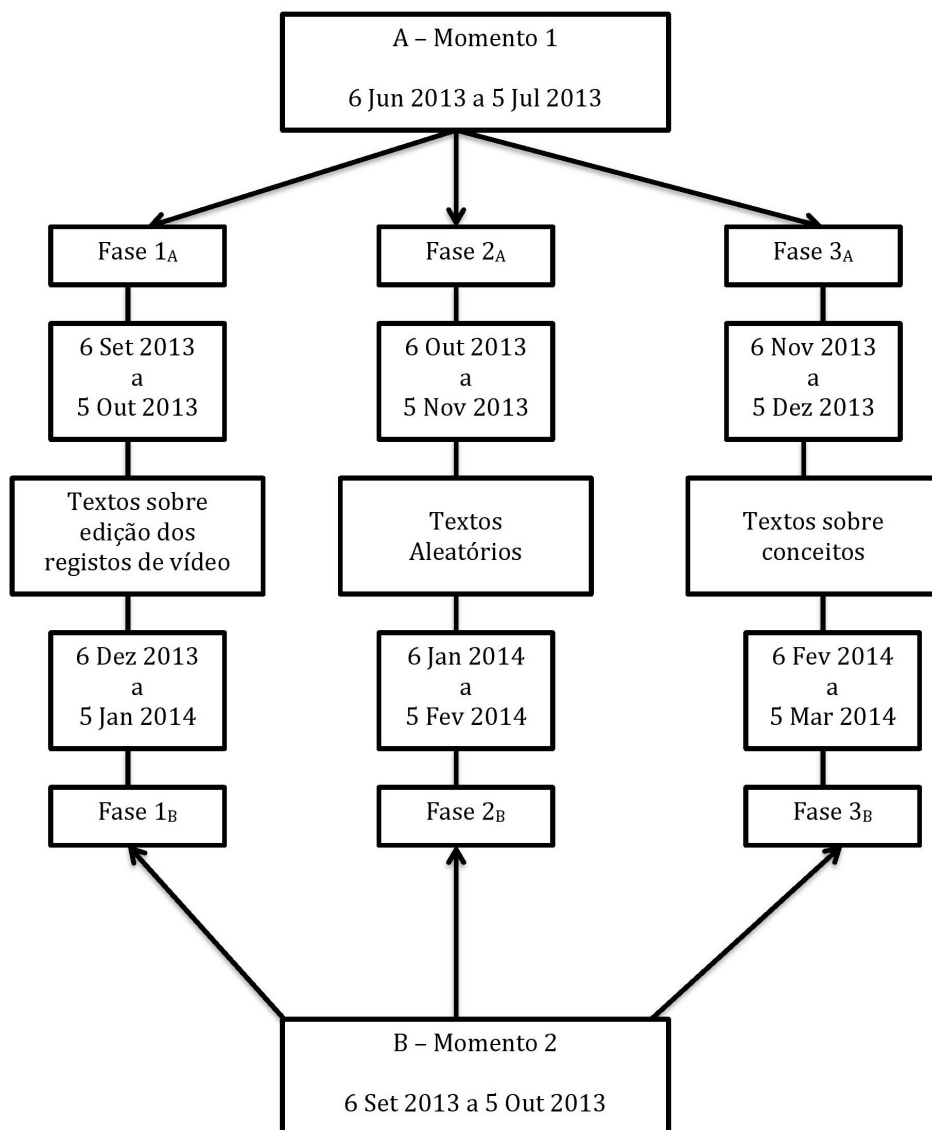 A – Momento 1
6 Jun 2013 a 5 Jul 2013
Fase 1A
Fase 2A
Fase 3A
6 Set 2013
a
5 Out 2013
6 Out 2013
a
5 Nov 2013
6 Nov 2013
a
5 Dez 2013
Textos sobre
edição dos
registos de vídeo
Textos
Aleatórios
Textos sobre
conceitos
6 Dez 2013
a
5 Jan 2014
6 Jan 2014
a
5 Fev 2014
6 Fev 2014
a
5 Mar 2014
Fase 1B
Fase 2B
Fase 3B
B – Momento 2
6 Set 2013 a 5 Out 2013